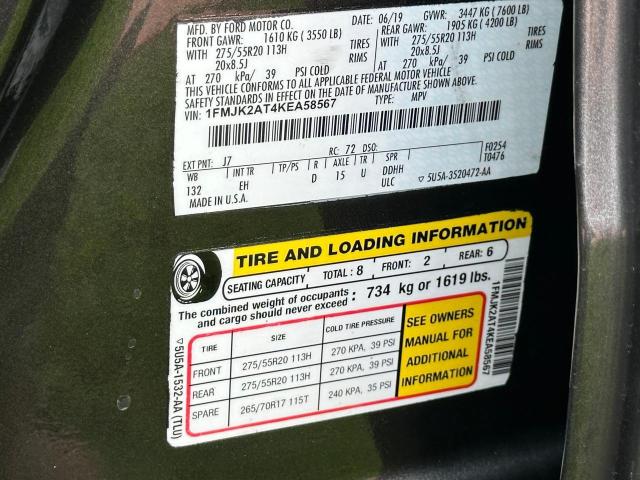 MFD. BY FORD MOTOR CO.
DATE: 06/19 GVWR: 3447 KG (7600 LB)
FRONT GAWR: 1610 KG (3550 LB) REAR GAWR: 1905 KG (4200 LB)
WITH 275/55R20 113H TIRES WITH 275/55R20 113H TIRES
20x8.5J RIMS 20x8.5J RIMS
AT 270 kPa/ 39 PSI COLD AT 270 kPa/ 39 PSI COLD
THIS VEHICLE CONFORMS TO ALL APPLICABLE FEDERAL MOTOR VEHICLE
SAFETY STANDARDS IN EFFECT ON THE DATE OF MANUFACTURE SHOWN ABOVE.
VIN: 1FMJK2AT4KEA58567 TYPE: MPV
EXT PNT: J7 RC: 72 DSO: F0254
WB TP/PS R AXLE TR SPR T0476
132 EH D 15 U DDHH
MADE IN U.S.A. ULC ▽ 5U5A-3520472-AA
TIRE AND LOADING INFORMATION
SEATING CAPACITY TOTAL : 8 FRONT: 2 REAR: 6
The combined weight of occupants
and cargo should never exceed : 734 kg or 1619 lbs.
TIRE SIZE COLD TIRE PRESSURE
FRONT 275/55R20 113H 270 KPA, 39 PSI
REAR 275/55R20 113H 270 KPA, 39 PSI
SPARE 265/70R17 115T 240 KPA, 35 PSI
SEE OWNERS
MANUAL FOR
ADDITIONAL
INFORMATION
▽5U5A-1532-AA (TLU)
1FMJK2AT4KEA58567